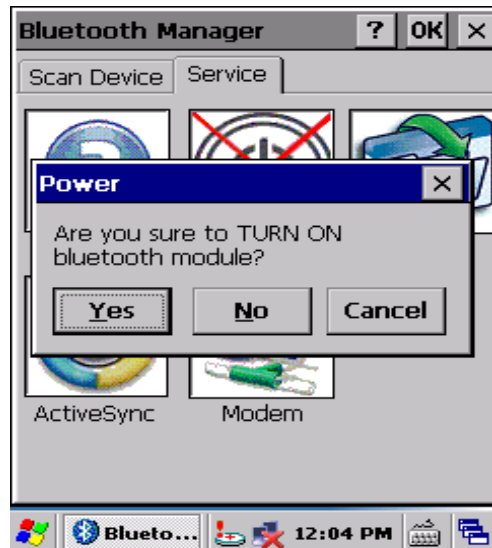 Bluetooth Manager ? OK ×
Scan Device Service
Power ×
Are you sure to TURN ON
bluetooth module?
Yes No Cancel
ActiveSync Modem
Blueto... 12:04 PM